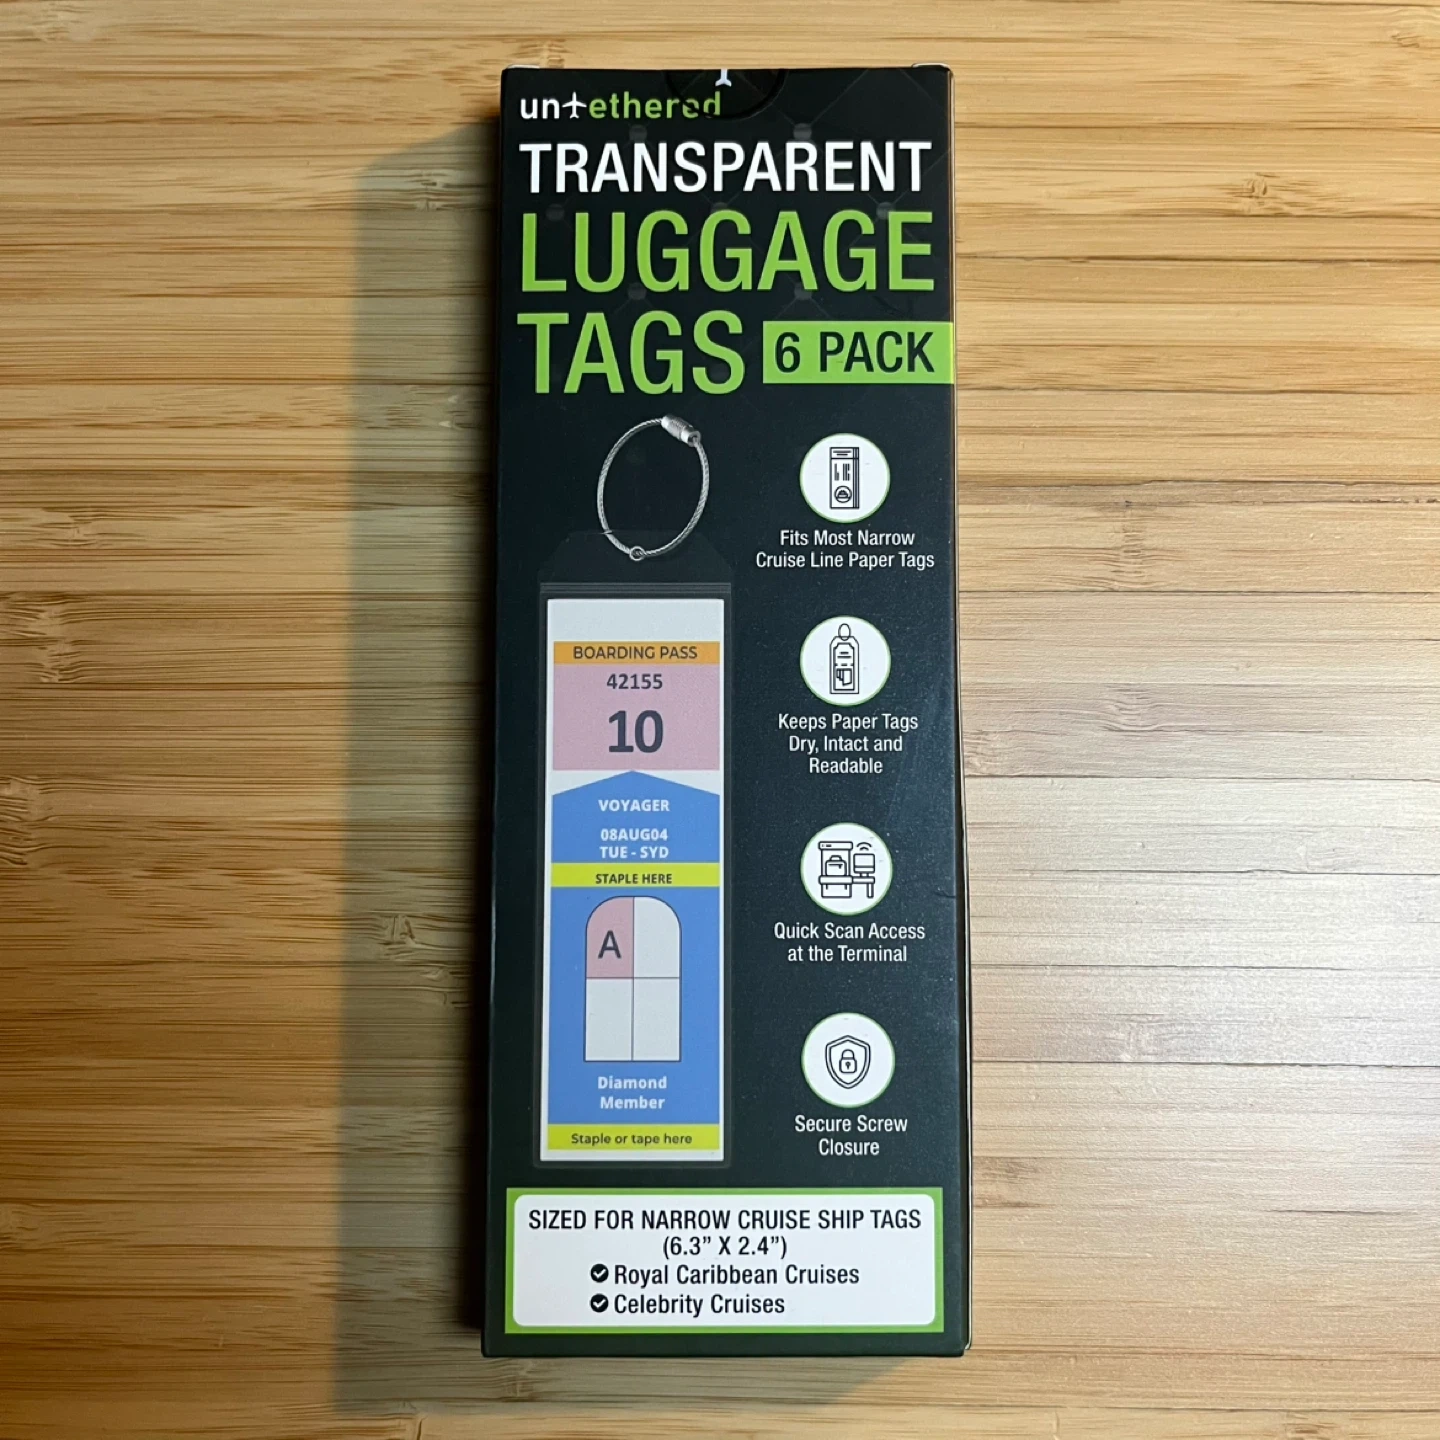 untethered
TRANSPARENT
LUGGAGE
TAGS 6 PACK
Fits Most Narrow
Cruise Line Paper Tags
Keeps Paper Tags
Dry, Intact and
Readable
Quick Scan Access
at the Terminal
Secure Screw
Closure
BOARDING PASS
42155
10
VOYAGER
08AUG04
TUE - SYD
STAPLE HERE
A
Diamond
Member
Staple or tape here
SIZED FOR NARROW CRUISE SHIP TAGS
(6.3” X 2.4”)
Royal Caribbean Cruises
Celebrity Cruises